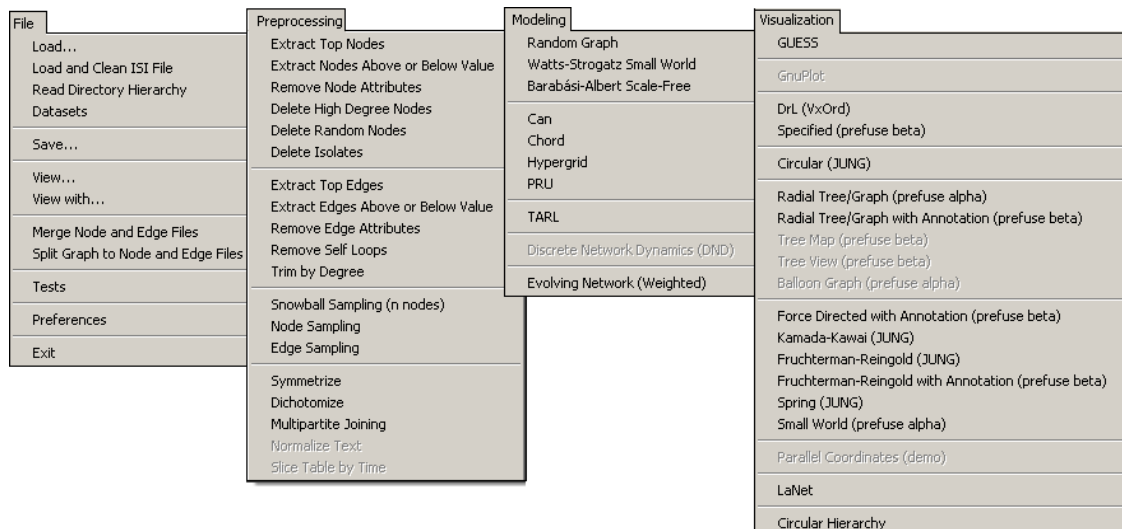 File
Load...
Load and Clean ISI File
Read Directory Hierarchy
Datasets
Save...
View...
View with...
Merge Node and Edge Files
Split Graph to Node and Edge Files
Tests
Preferences
Exit
Preprocessing
Extract Top Nodes
Extract Nodes Above or Below Value
Remove Node Attributes
Delete High Degree Nodes
Delete Random Nodes
Delete Isolates
Extract Top Edges
Extract Edges Above or Below Value
Remove Edge Attributes
Remove Self Loops
Trim by Degree
Snowball Sampling (n nodes)
Node Sampling
Edge Sampling
Symmetrize
Dichotomize
Multipartite Joining
Normalize Text
Slice Table by Time
Modeling
Random Graph
Watts-Strogatz Small World
Barabási-Albert Scale-Free
Can
Chord
Hypergrid
PRU
TARL
Discrete Network Dynamics (DND)
Evolving Network (Weighted)
Visualization
GUESS
GnuPlot
DrL (VxOrd)
Specified (prefuse beta)
Circular (JUNG)
Radial Tree/Graph (prefuse alpha)
Radial Tree/Graph with Annotation (prefuse beta)
Tree Map (prefuse beta)
Tree View (prefuse beta)
Balloon Graph (prefuse alpha)
Force Directed with Annotation (prefuse beta)
Kamada-Kawai (JUNG)
Fruchterman-Reingold (JUNG)
Fruchterman-Reingold with Annotation (prefuse beta)
Spring (JUNG)
Small World (prefuse alpha)
Parallel Coordinates (demo)
LaNet
Circular Hierarchy